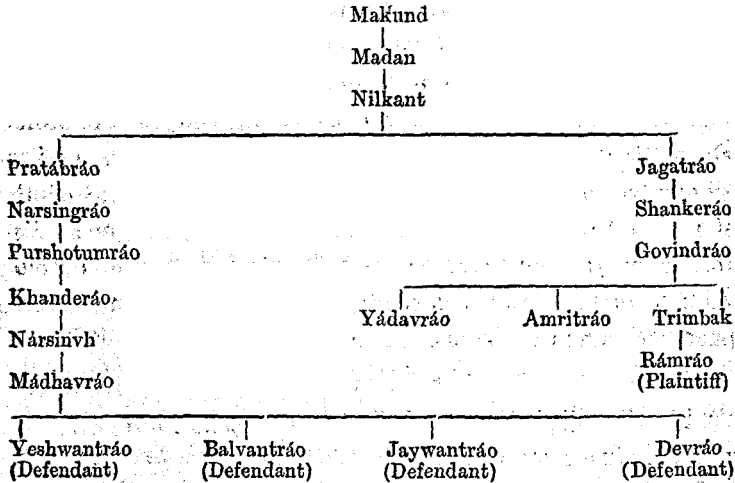 Makund
Madan
Nilkant
Pratábráo Jagatráo
Narsingráo Shankeráo
Purshotumráo Govindráo
Khanderáo
Yádavráo Amritráo Trimbak
Nársinvh
Rámráo
(Plaintiff)
Mádhavráo
Yeshwantráo Balvantráo Jaywantráo Devráo
(Defendant) (Defendant) (Defendant) (Defendant)